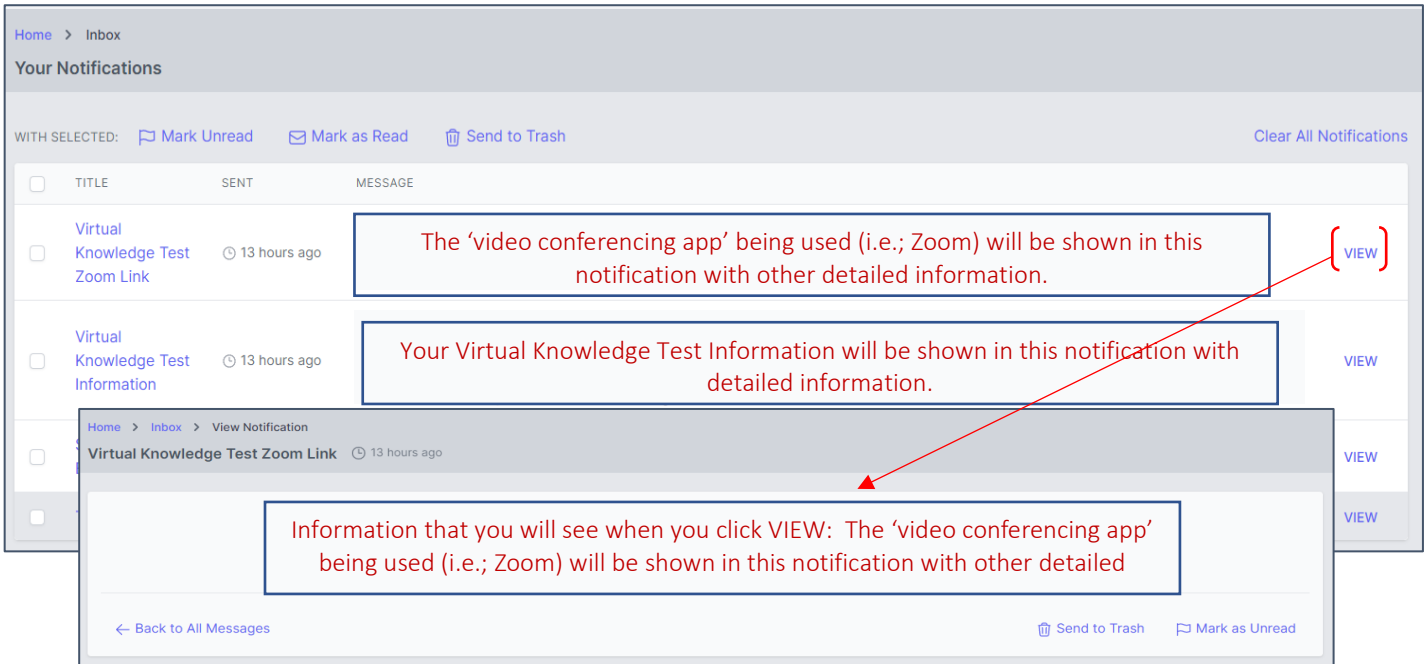 Home > Inbox
Your Notifications
WITH SELECTED: Mark Unread Mark as Read Send to Trash Clear All Notifications
TITLE SENT MESSAGE
Virtual
Knowledge Test
Zoom Link
13 hours ago
The ‘video conferencing app’ being used (i.e.; Zoom) will be shown in this
notification with other detailed information.
VIEW
Virtual
Knowledge Test
Information
13 hours ago
Your Virtual Knowledge Test Information will be shown in this notification with
detailed information.
VIEW
VIEW
VIEW
Home > Inbox > View Notification
Virtual Knowledge Test Zoom Link 13 hours ago
Information that you will see when you click VIEW: The ‘video conferencing app’
being used (i.e.; Zoom) will be shown in this notification with other detailed
← Back to All Messages Send to Trash Mark as Unread